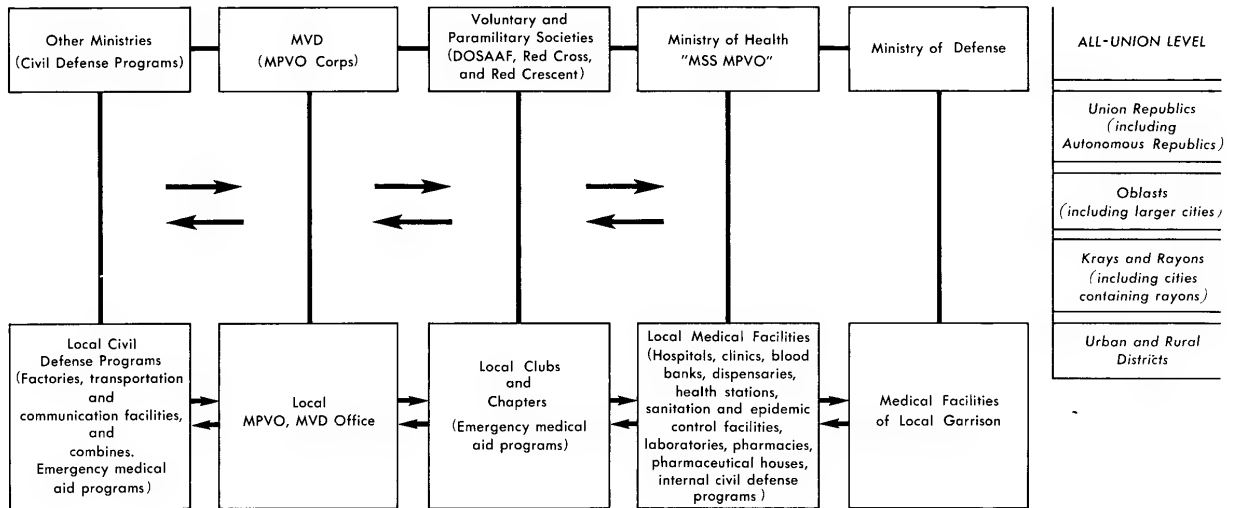 Other Ministries
(Civil Defense Programs)
MVD
(MPVO Corps)
Voluntary and
Paramilitary Societies
(DOSAAF, Red Cross,
and Red Crescent)
Ministry of Health
"MSS MPVO"
Ministry of Defense
ALL-UNION LEVEL
Union Republics
(including
Autonomous Republics)
Oblasts
(including larger cities)
Krays and Rayons
(including cities
containing rayons)
Urban and Rural
Districts
Local Civil
Defense Programs
(Factories, transportation
and
communication facilities,
and
combines.
Emergency medical
aid programs)
Local
MPVO, MVD Office
Local Clubs
and
Chapters
(Emergency medical
aid programs)
Local Medical Facilities
(Hospitals, clinics, blood
banks, dispensaries,
health stations,
sanitation and epidemic
control facilities,
laboratories, pharmacies,
pharmaceutical houses,
internal civil defense
programs)
Medical Facilities
of Local Garrison